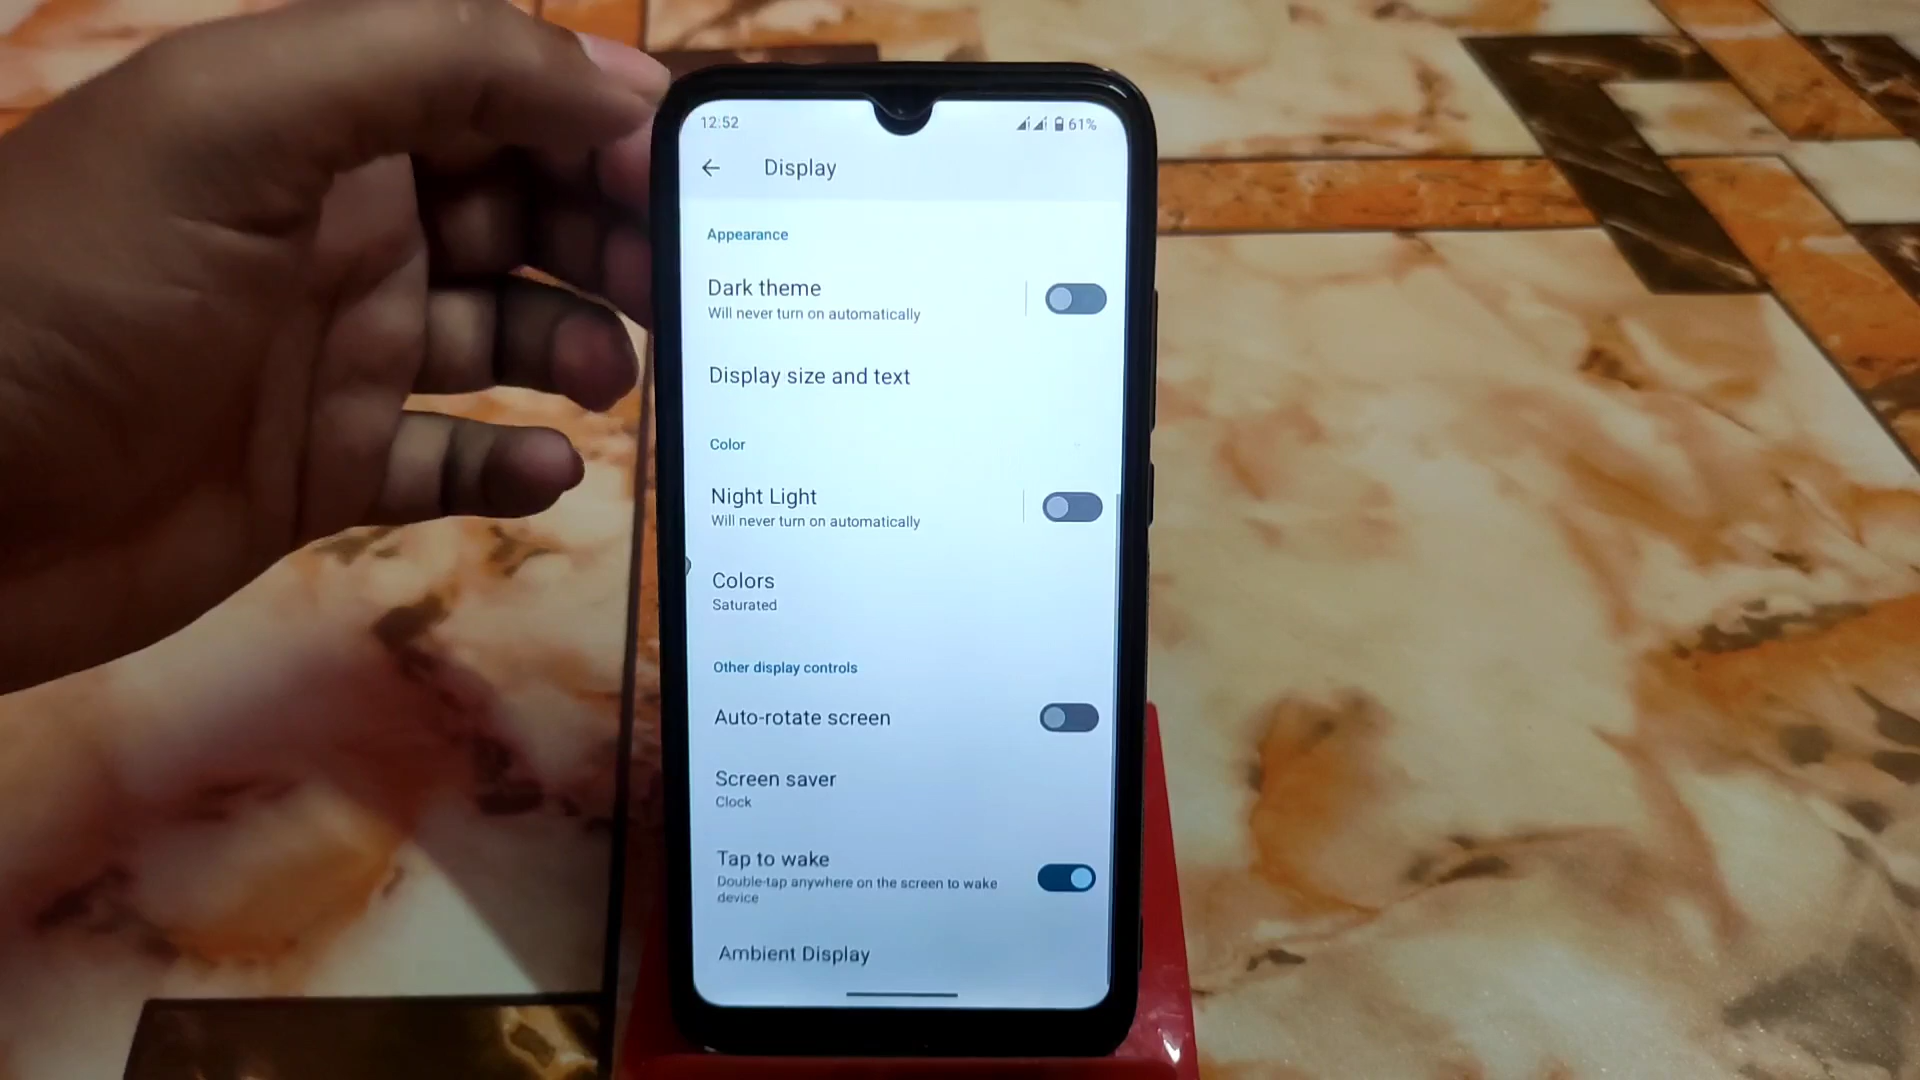 12:52
61%
Display
Appearance
Dark theme
Will never turn on automatically
Display size and text
Color
Night Light
Will never turn on automatically
Colors
Saturated
Other display controls
Auto-rotate screen
Screen saver
Clock
Tap to wake
Double-tap anywhere on the screen to wake
device
Ambient Display